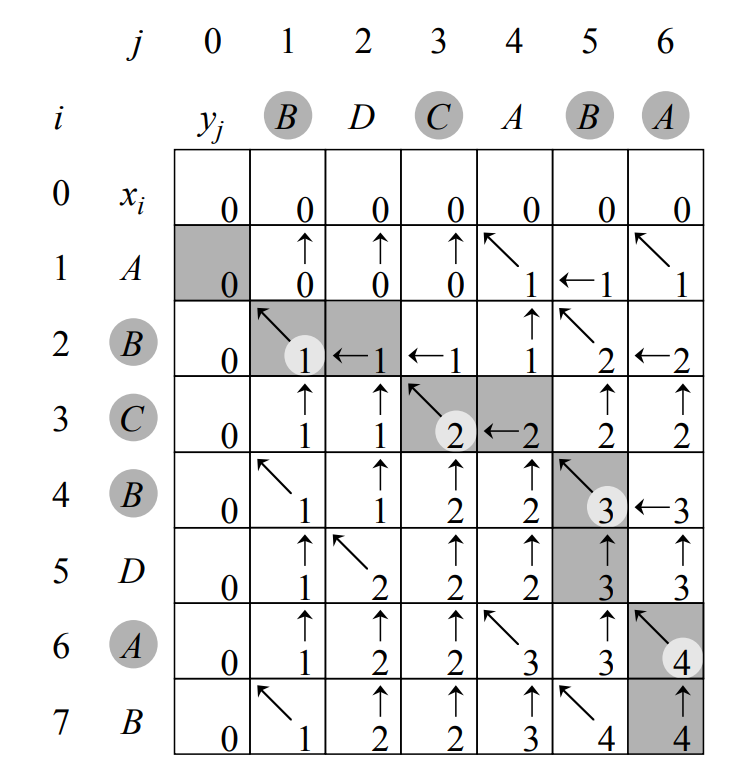 j 0 1 2 3 4 5 6
i yj B D C A B A
0 xi 0 0 0 0 0 0 0
1 A 0 ↑0 ↑0 ↑0 ↖1 ←1 ↖1
2 B 0 ↖1 ←1 ←1 ↑1 ↖2 ←2
3 C 0 ↑1 ↑1 ↖2 ←2 ↑2 ↑2
4 B 0 ↖1 ↑1 ↑2 ↑2 ↖3 ←3
5 D 0 ↑1 ↖2 ↑2 ↑2 ↑3 ↑3
6 A 0 ↑1 ↑2 ↑2 ↖3 ↑3 ↖4
7 B 0 ↖1 ↑2 ↑2 ↑3 ↖4 ↑4